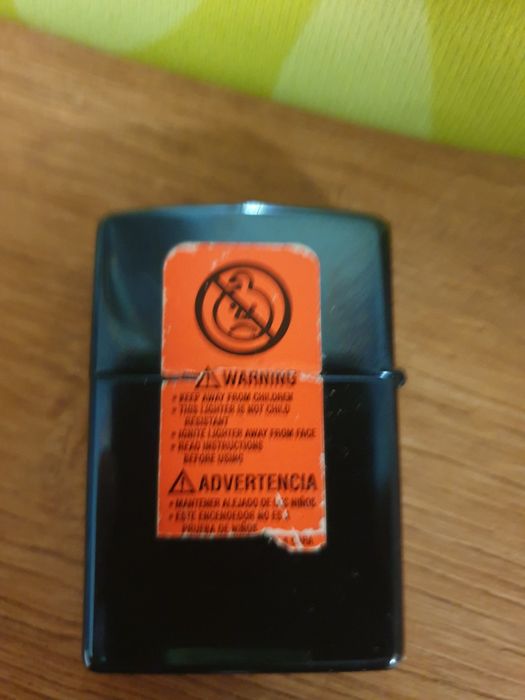 ⚠ WARNING
• KEEP AWAY FROM CHILDREN
• THIS LIGHTER IS NOT CHILD
RESISTANT
• IGNITE LIGHTER AWAY FROM FACE
• READ INSTRUCTIONS
BEFORE USING
⚠ ADVERTENCIA
• MANTENER ALEJADO DE LOS NIÑOS
• ESTE ENCENDEDOR NO ES A
PRUEBA DE NIÑOS